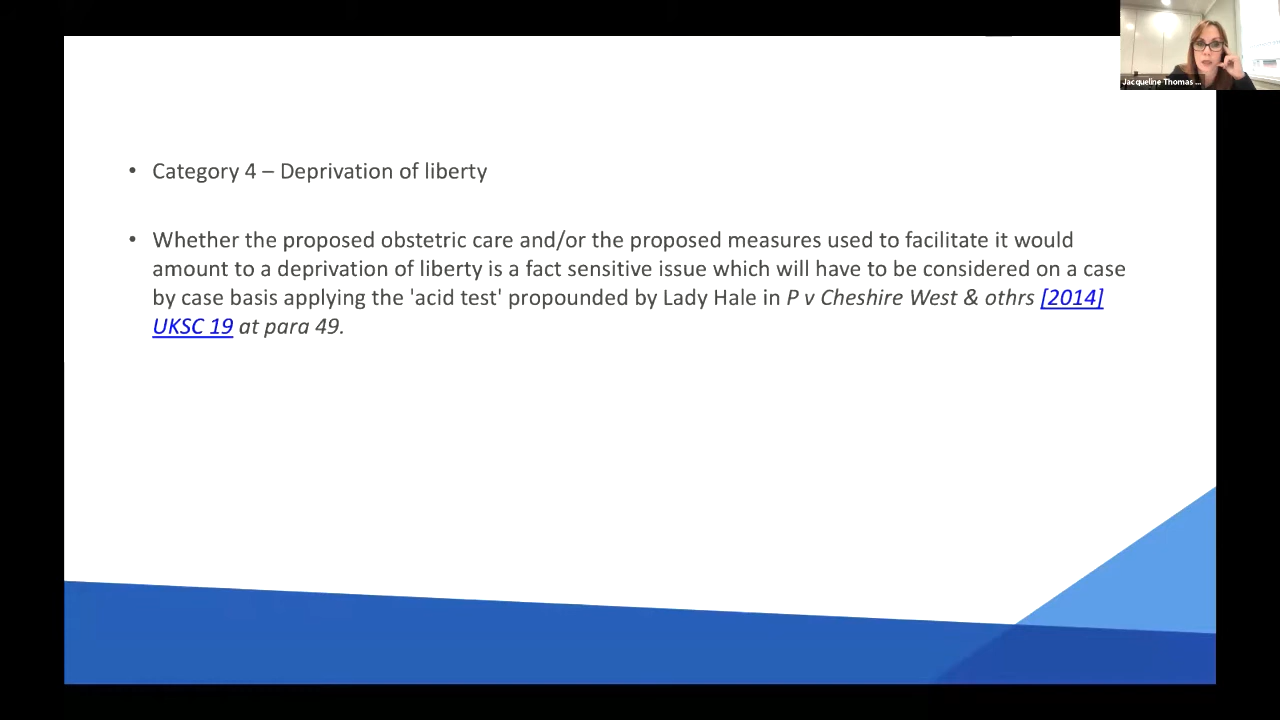 Jacqueline Thomas ...
• Category 4 – Deprivation of liberty
• Whether the proposed obstetric care and/or the proposed measures used to facilitate it would
amount to a deprivation of liberty is a fact sensitive issue which will have to be considered on a case
by case basis applying the 'acid test' propounded by Lady Hale in P v Cheshire West & othrs [2014]
UKSC 19 at para 49.